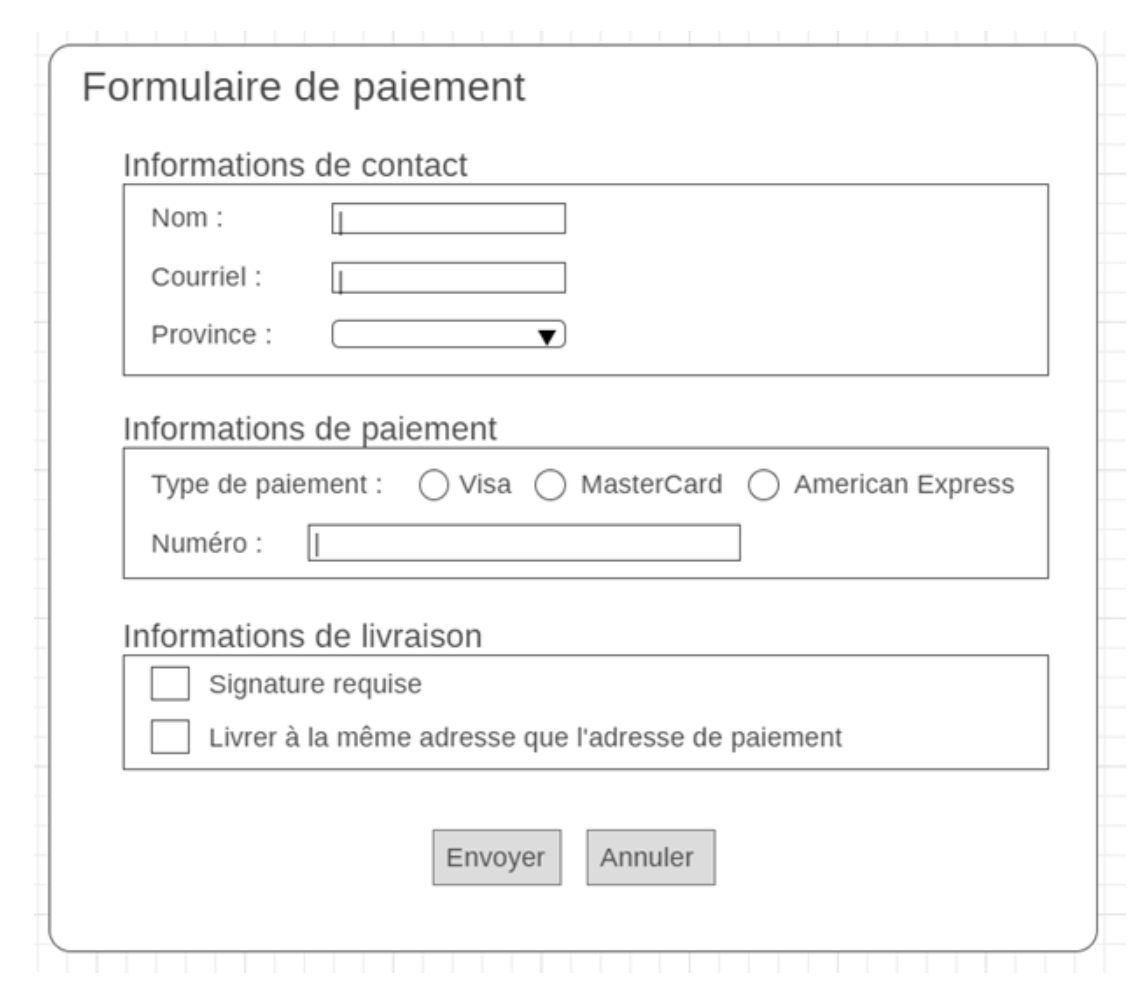 Formulaire de paiement
Informations de contact
Nom :
Courriel :
Province :
Informations de paiement
Type de paiement : Visa MasterCard American Express
Numéro :
Informations de livraison
Signature requise
Livrer à la même adresse que l'adresse de paiement
Envoyer Annuler